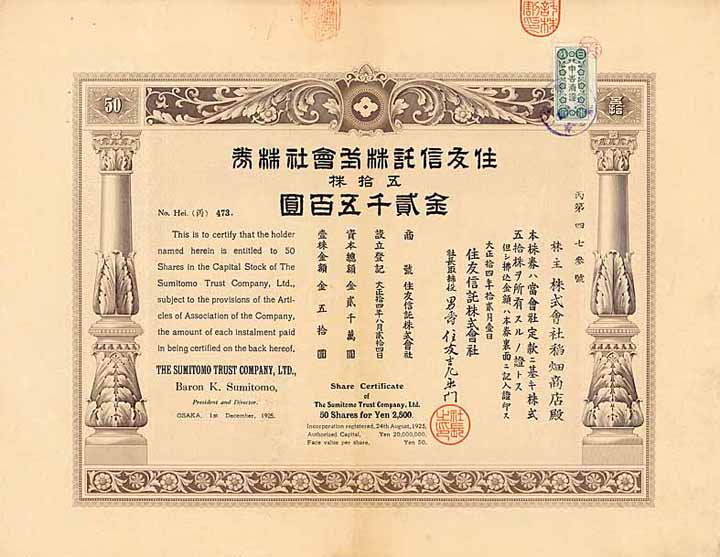 50
住友信託株式會社株券
五拾株
金貳千五百圓
No. Hei. (丙) 473.
This is to certify that the holder
named herein is entitled to 50
Shares in the Capital Stock of The
Sumitomo Trust Company, Ltd.,
subject to the provisions of the Arti-
cles of Association of the Company,
the amount of each instalment paid
in being certified on the back hereof.
THE SUMITOMO TRUST COMPANY, LTD.,
Baron K. Sumitomo,
President and Director.
OSAKA, 1st December, 1925.
丙第四七参號
株主 株式會社稲畑商店殿
本株券ハ當會社定款ニ基キ株式
五拾株ヲ所有スルノ證トス
但シ拂込金額ハ本券裏面ニ記入證印ス
大正拾四年拾貳月壹日
住友信託株式會社
社長取締役 男爵 住友吉左衛門
商號 住友信託株式會社
設立登記 大正拾四年八月貳拾四日
資本總額 金貳千萬圓
壹株金額 金五拾圓
Share Certificate
of
The Sumitomo Trust Company, Ltd.
50 Shares for Yen 2,500.
Incorporation registered, 24th August, 1925.
Authorised Capital, Yen 20,000,000.
Face value per share, Yen 50.